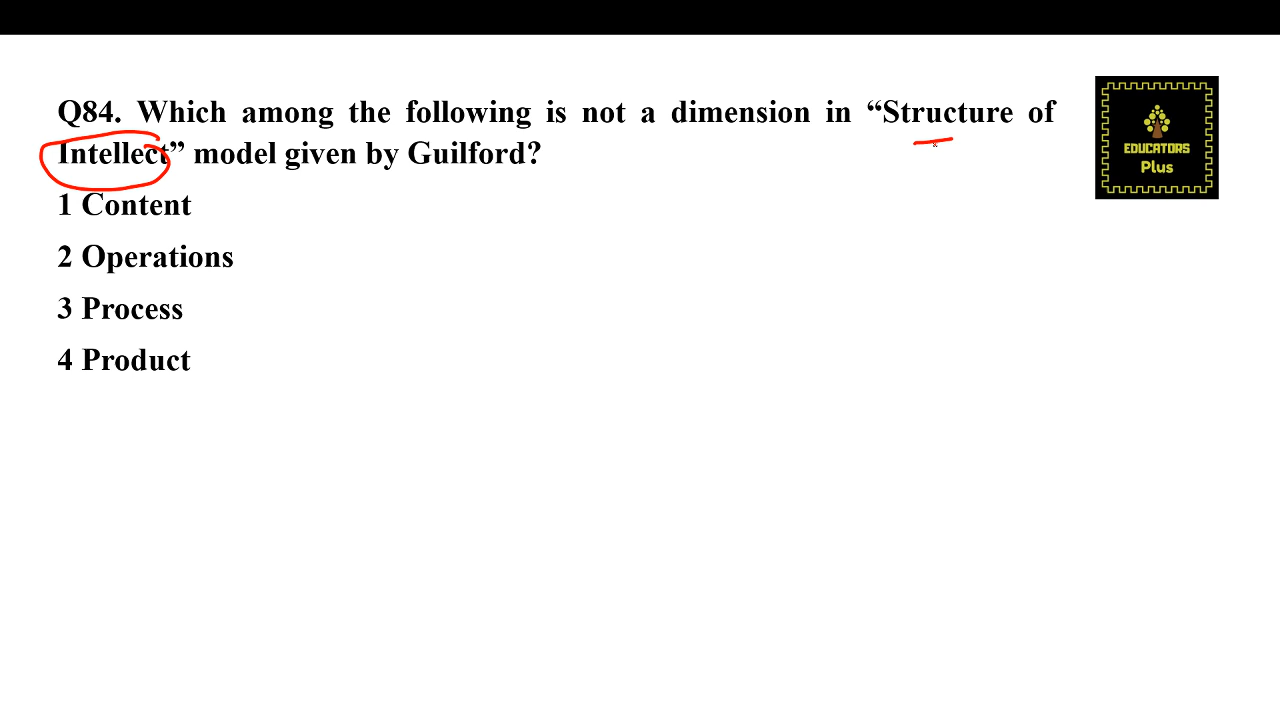 Q84. Which among the following is not a dimension in “Structure of
Intellect” model given by Guilford?
1 Content
2 Operations
3 Process
4 Product
EDUCATORS
Plus